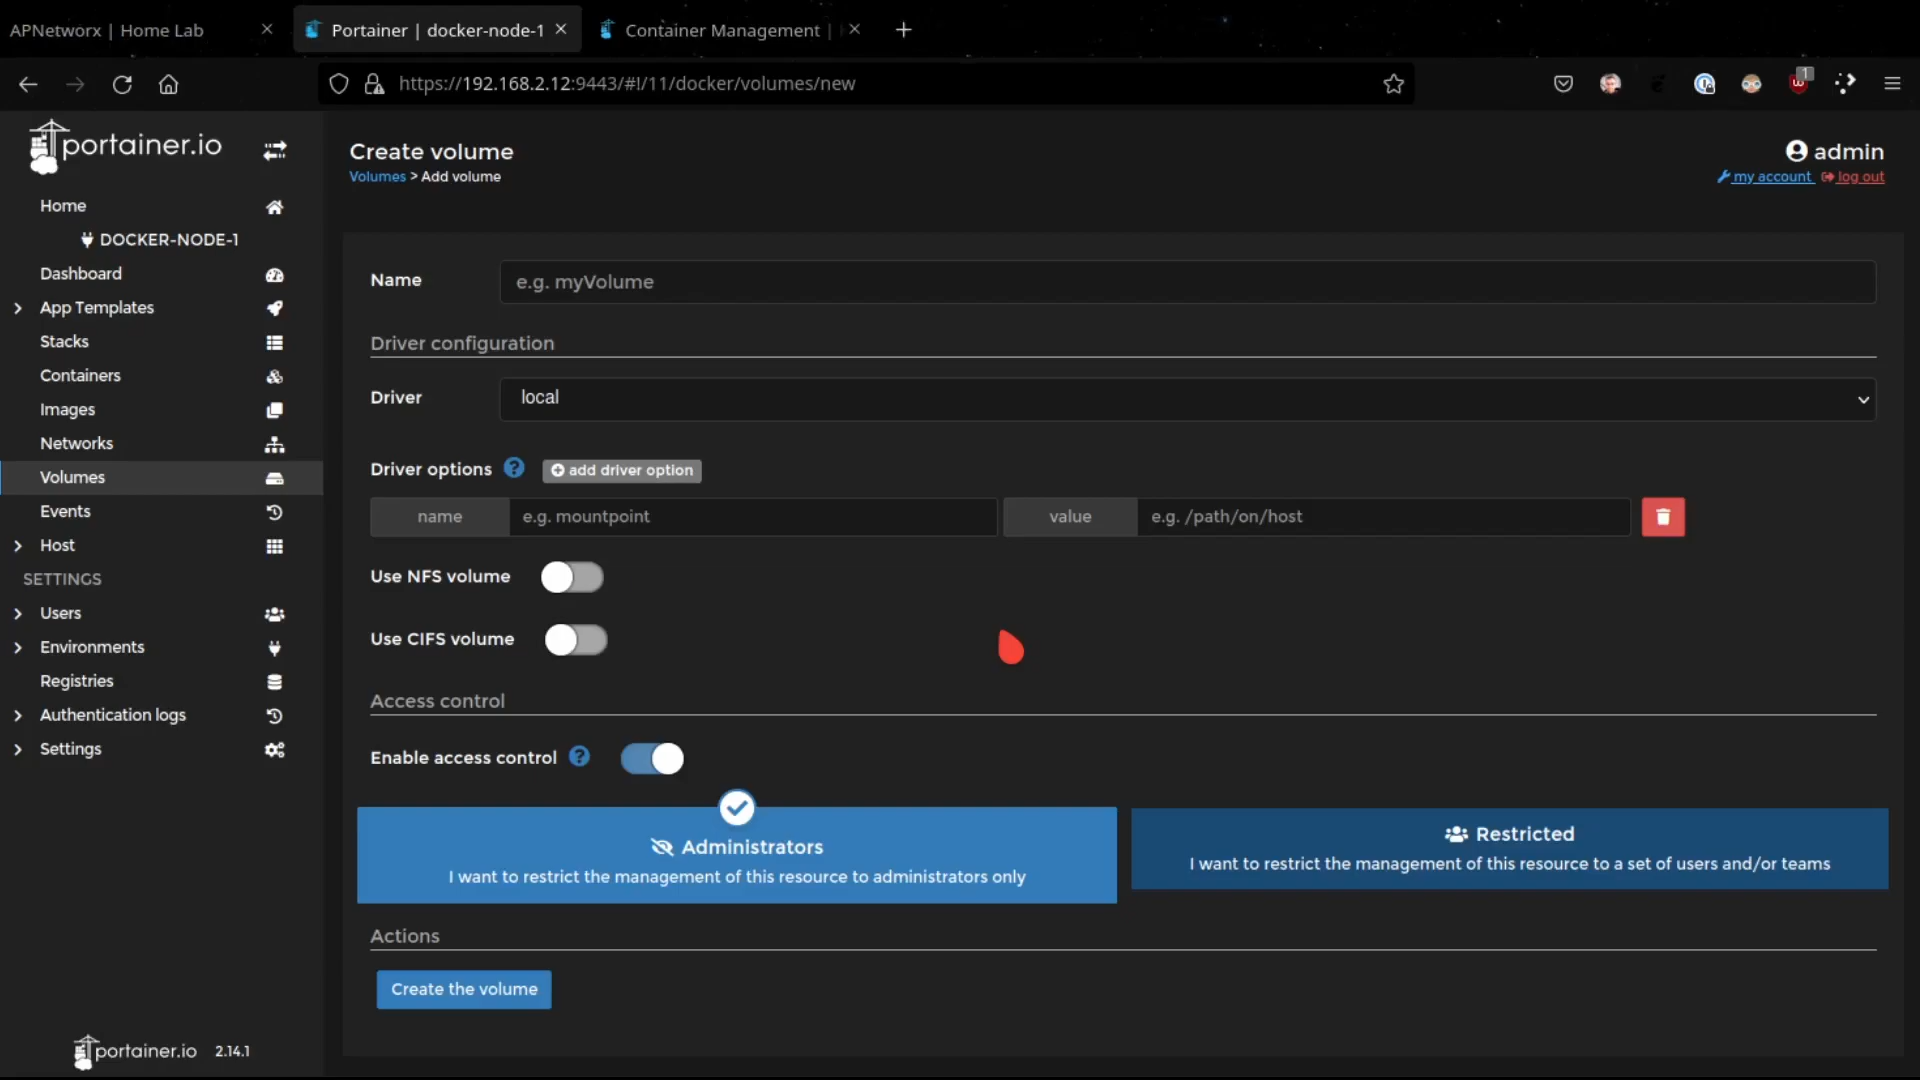 APNetworx | Home Lab
Portainer | docker-node-1
Container Management |
https://192.168.2.12:9443/#!/11/docker/volumes/new
1
portainer.io
Home
DOCKER-NODE-1
Dashboard
App Templates
Stacks
Containers
Images
Networks
Volumes
Events
Host
SETTINGS
Users
Environments
Registries
Authentication logs
Settings
portainer.io 2.14.1
Create volume
Volumes > Add volume
admin
my account log out
Name e.g. myVolume
Driver configuration
Driver local
Driver options add driver option
name e.g. mountpoint value e.g. /path/on/host
Use NFS volume
Use CIFS volume
Access control
Enable access control
Administrators
I want to restrict the management of this resource to administrators only
Restricted
I want to restrict the management of this resource to a set of users and/or teams
Actions
Create the volume